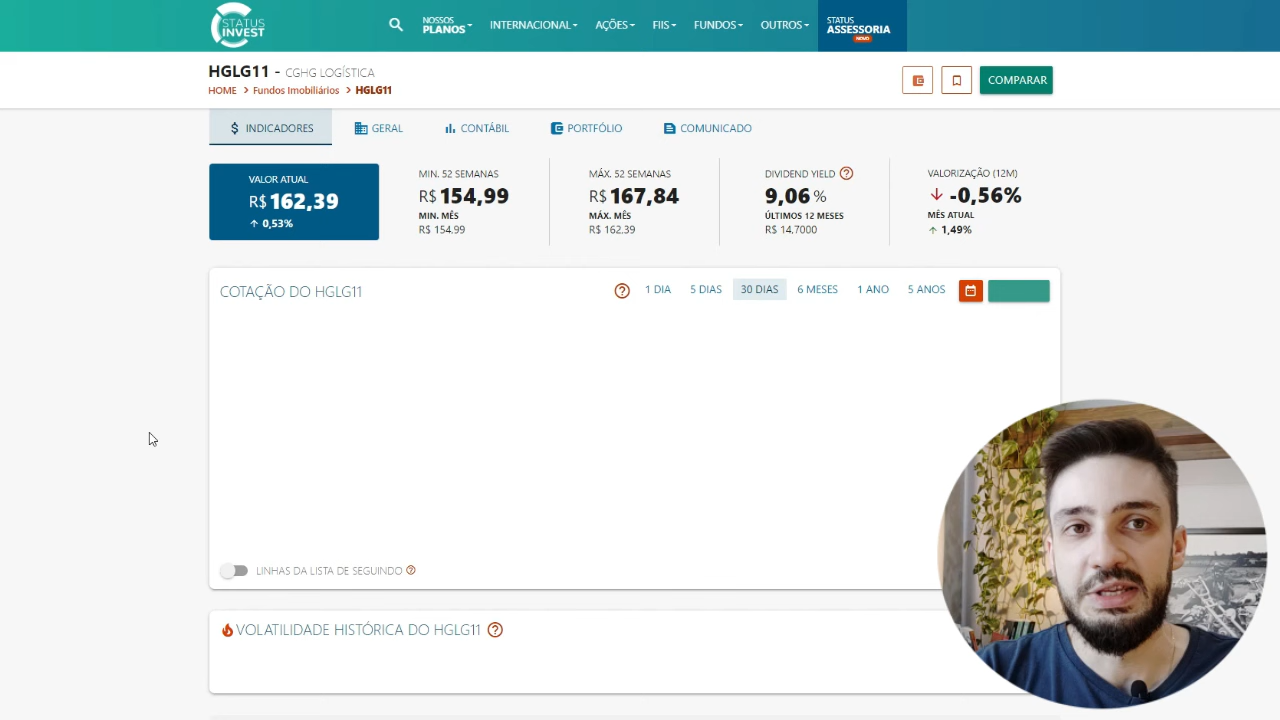 STATUS
INVEST
NOSSOS
PLANOS
INTERNACIONAL
AÇÕES
FIIS
FUNDOS
OUTROS
STATUS
ASSESSORIA
NOVO
HGLG11 - CGHG LOGÍSTICA
HOME > Fundos Imobiliários > HGLG11
COMPARAR
$ INDICADORES
GERAL
CONTÁBIL
PORTFÓLIO
COMUNICADO
VALOR ATUAL
R$ 162,39
↑ 0,53%
MIN. 52 SEMANAS
R$ 154,99
MIN. MÊS
R$ 154.99
MÁX. 52 SEMANAS
R$ 167,84
MÁX. MÊS
R$ 162.39
DIVIDEND YIELD ?
9,06 %
ÚLTIMOS 12 MESES
R$ 14,7000
VALORIZAÇÃO (12M)
↓ -0,56%
MÊS ATUAL
↑ 1,49%
COTAÇÃO DO HGLG11
? 1 DIA 5 DIAS 30 DIAS 6 MESES 1 ANO 5 ANOS
LINHAS DA LISTA DE SEGUINDO ?
VOLATILIDADE HISTÓRICA DO HGLG11 ?